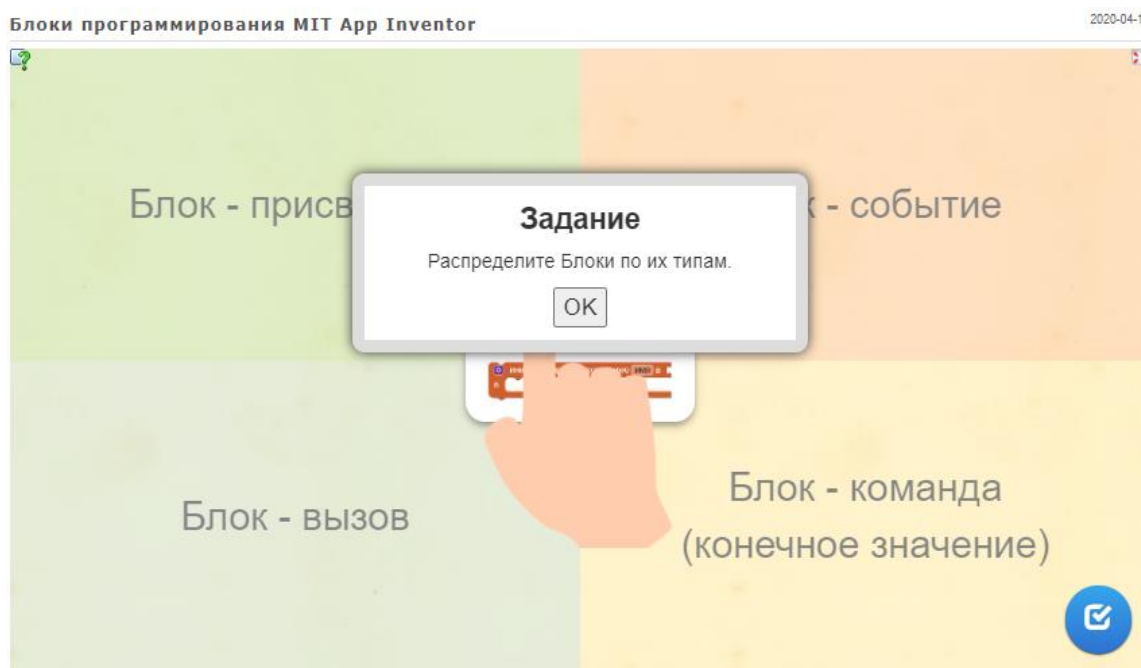 Блоки программирования MIT App Inventor
2020-04-1
Блок - присв
- событие
Задание
Распределите Блоки по их типам.
OK
Блок - вызов
Блок - команда
(конечное значение)